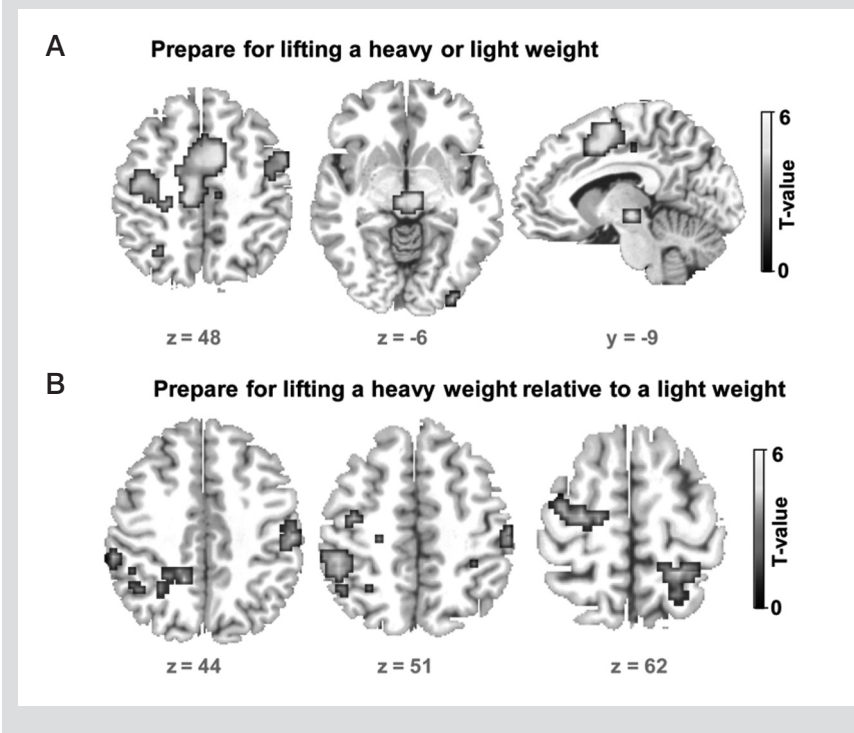 A
Prepare for lifting a heavy or light weight
6
T-value
0
z = 48
z = -6
y = -9
B
Prepare for lifting a heavy weight relative to a light weight
6
T-value
0
z = 44
z = 51
z = 62